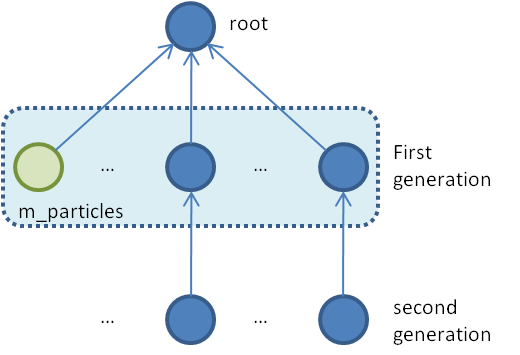 root
... ...
First
generation
m_particles
... ...
second
generation